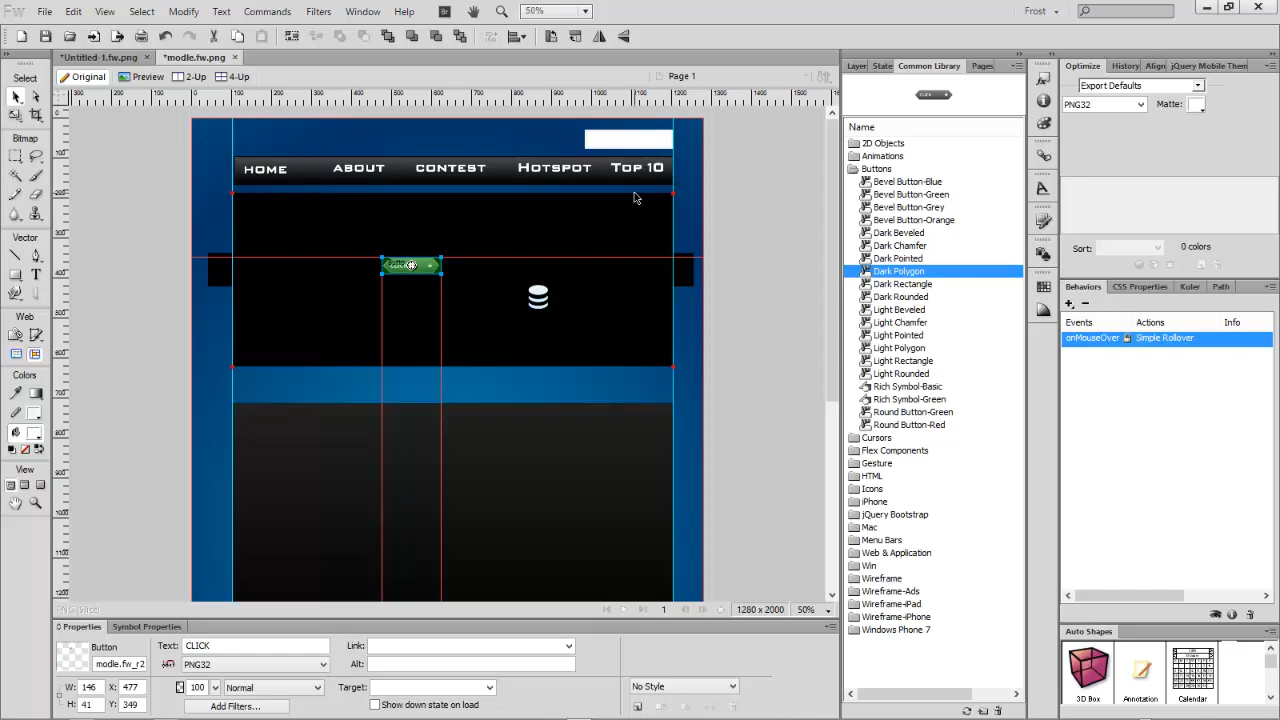 Fw File Edit View Select Modify Text Commands Filters Window Help Br 50% Frost
*Untitled-1.fw.png × *modle.fw.png ×
Original Preview 2-Up 4-Up Page 1
Select
Bitmap
Vector
Web
Colors
View
HOME ABOUT CONTEST HOTSPOT TOP 10
1 1280 x 2000 50%
Properties Symbol Properties
Button Text: CLICK Link:
modle.fw_r2 PNG32 Alt:
W: 146 X: 477 100 Normal Target: No Style
H: 41 Y: 349 Add Filters... Show down state on load
Layer State Common Library Pages
Name
2D Objects
Animations
Buttons
Bevel Button-Blue
Bevel Button-Green
Bevel Button-Grey
Bevel Button-Orange
Dark Beveled
Dark Chamfer
Dark Pointed
Dark Polygon
Dark Rectangle
Dark Rounded
Light Beveled
Light Chamfer
Light Pointed
Light Polygon
Light Rectangle
Light Rounded
Rich Symbol-Basic
Rich Symbol-Green
Round Button-Green
Round Button-Red
Cursors
Flex Components
Gesture
HTML
Icons
iPhone
jQuery Bootstrap
Mac
Menu Bars
Web & Application
Win
Wireframe
Wireframe-Ads
Wireframe-iPad
Wireframe-iPhone
Windows Phone 7
Optimize History Align jQuery Mobile Them
Export Defaults
PNG32 Matte:
Sort: 0 colors
Behaviors CSS Properties Kuler Path
Events Actions Info
onMouseOver Simple Rollover
Auto Shapes
3D Box Annotation Calendar